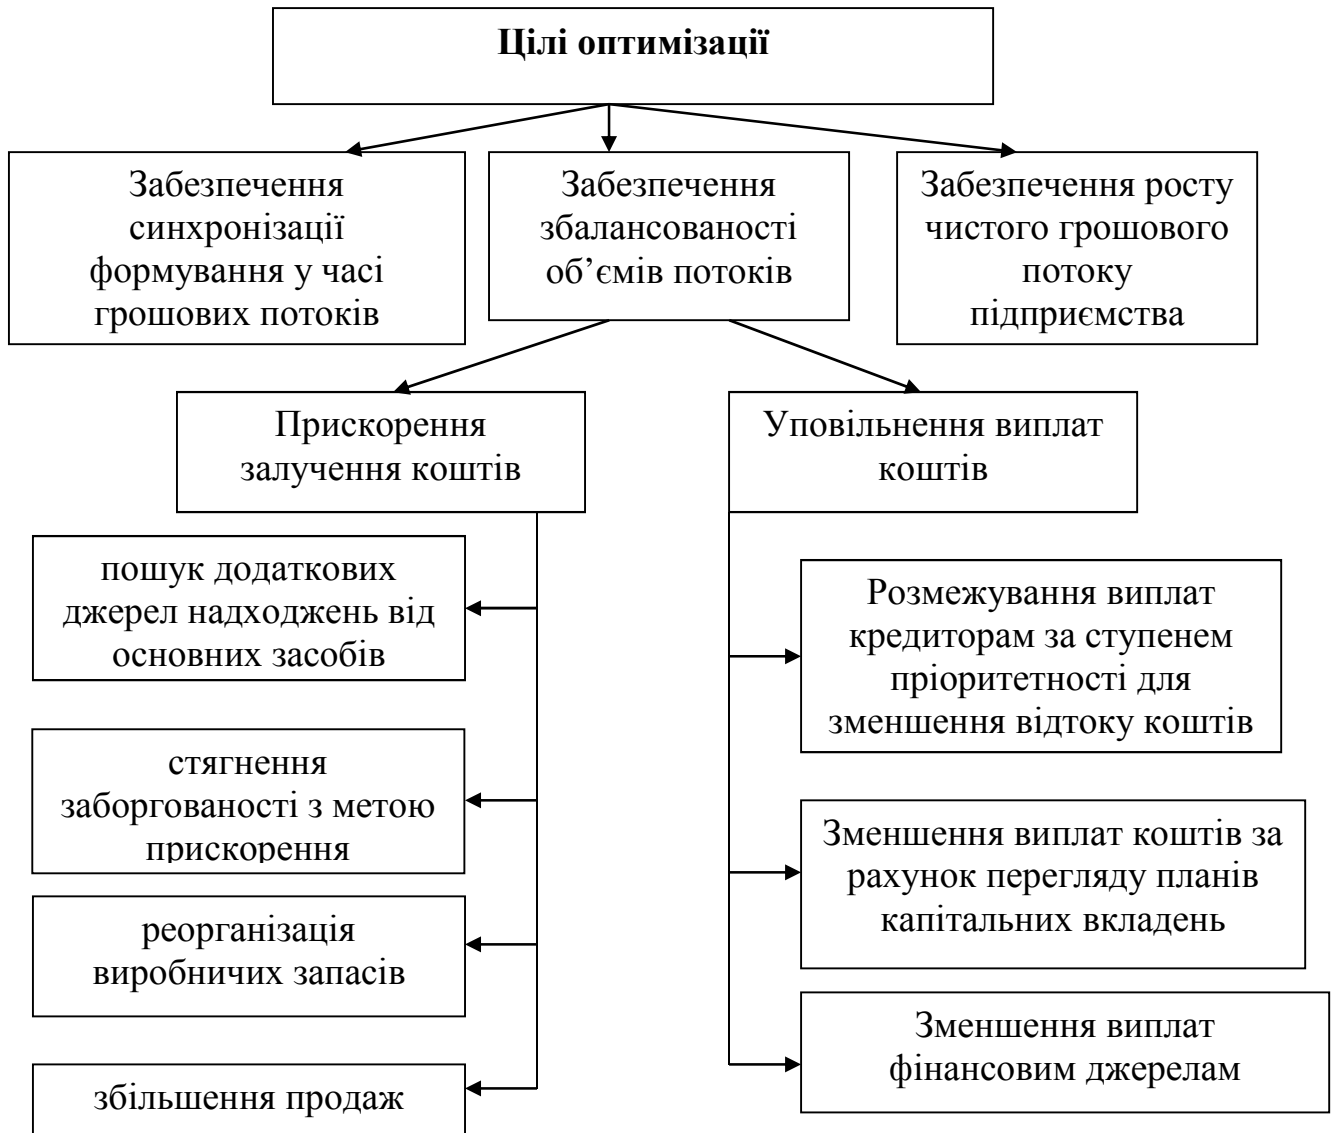 Цілі оптимізації
Забезпечення
синхронізації
формування у часі
грошових потоків
Забезпечення
збалансованості
об’ємів потоків
Забезпечення росту
чистого грошового
потоку
підприємства
Прискорення
залучення коштів
Уповільнення виплат
коштів
пошук додаткових
джерел надходжень від
основних засобів
стягнення
заборгованості з метою
прискорення
реорганізація
виробничих запасів
збільшення продаж
Розмежування виплат
кредиторам за ступенем
пріоритетності для
зменшення відтоку коштів
Зменшення виплат коштів за
рахунок перегляду планів
капітальних вкладень
Зменшення виплат
фінансовим джерелам